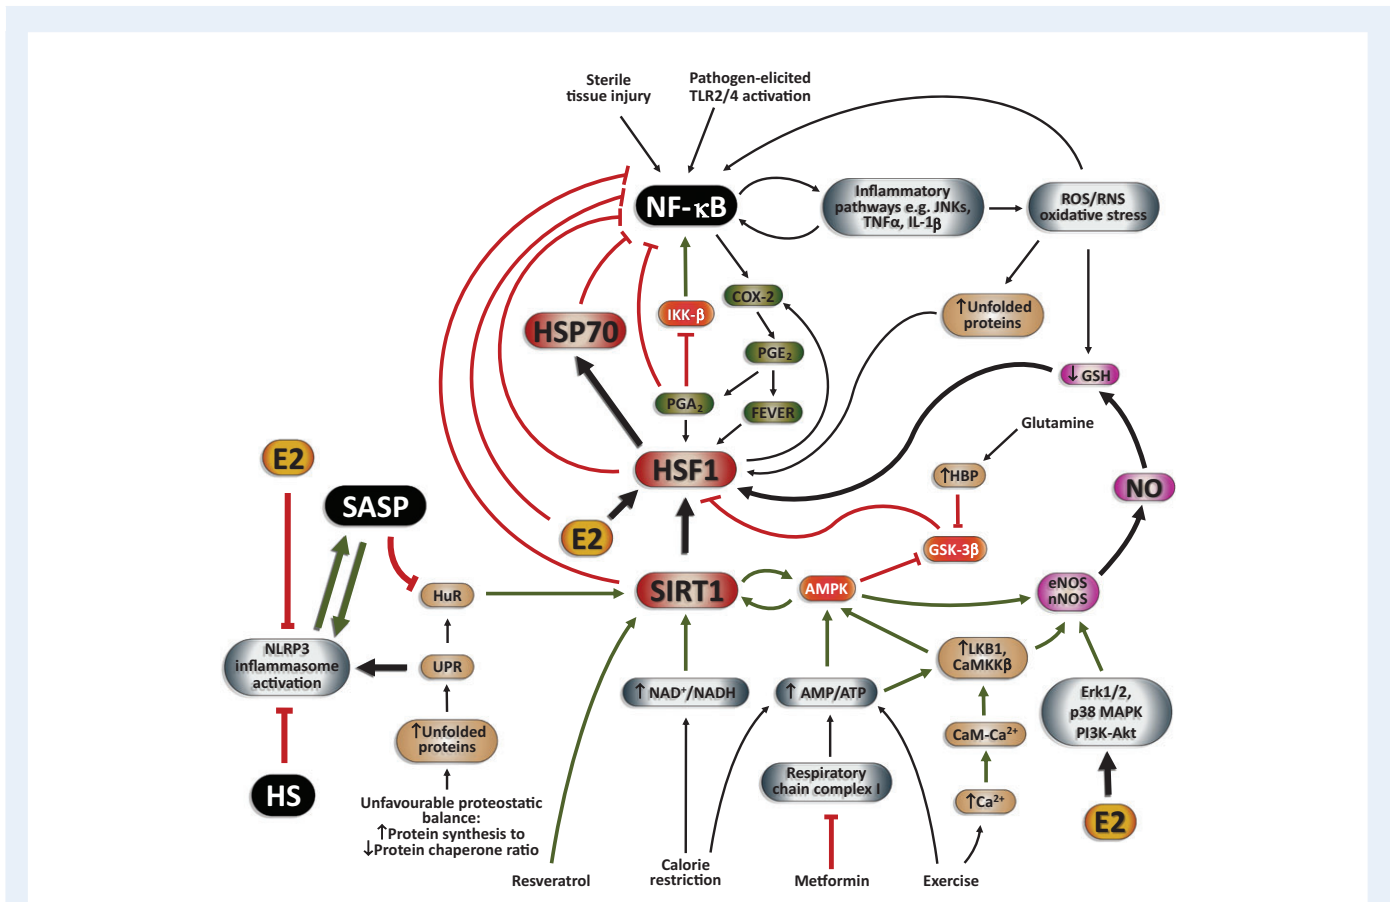 Sterile
tissue injury
Pathogen-elicited
TLR2/4 activation
NF-κB
Inflammatory
pathways e.g. JNKs,
TNFα, IL-1β
ROS/RNS
oxidative stress
COX-2
IKK-β
↑Unfolded
proteins
HSP70
PGE₂
↓GSH
PGA₂
FEVER
Glutamine
E2
HSF1
↑HBP
NO
SASP
E2
GSK-3β
HuR
SIRT1
AMPK
eNOS
nNOS
NLRP3
inflammasome
activation
UPR
↑LKB1,
CaMKKβ
↑NAD⁺/NADH
↑AMP/ATP
Erk1/2,
p38 MAPK
PI3K-Akt
↑Unfolded
proteins
CaM-Ca²⁺
Respiratory
chain complex I
HS
↑Ca²⁺
Unfavourable proteostatic
balance:
↑Protein synthesis to
↓Protein chaperone ratio
E2
Resveratrol
Calorie
restriction
Metformin
Exercise